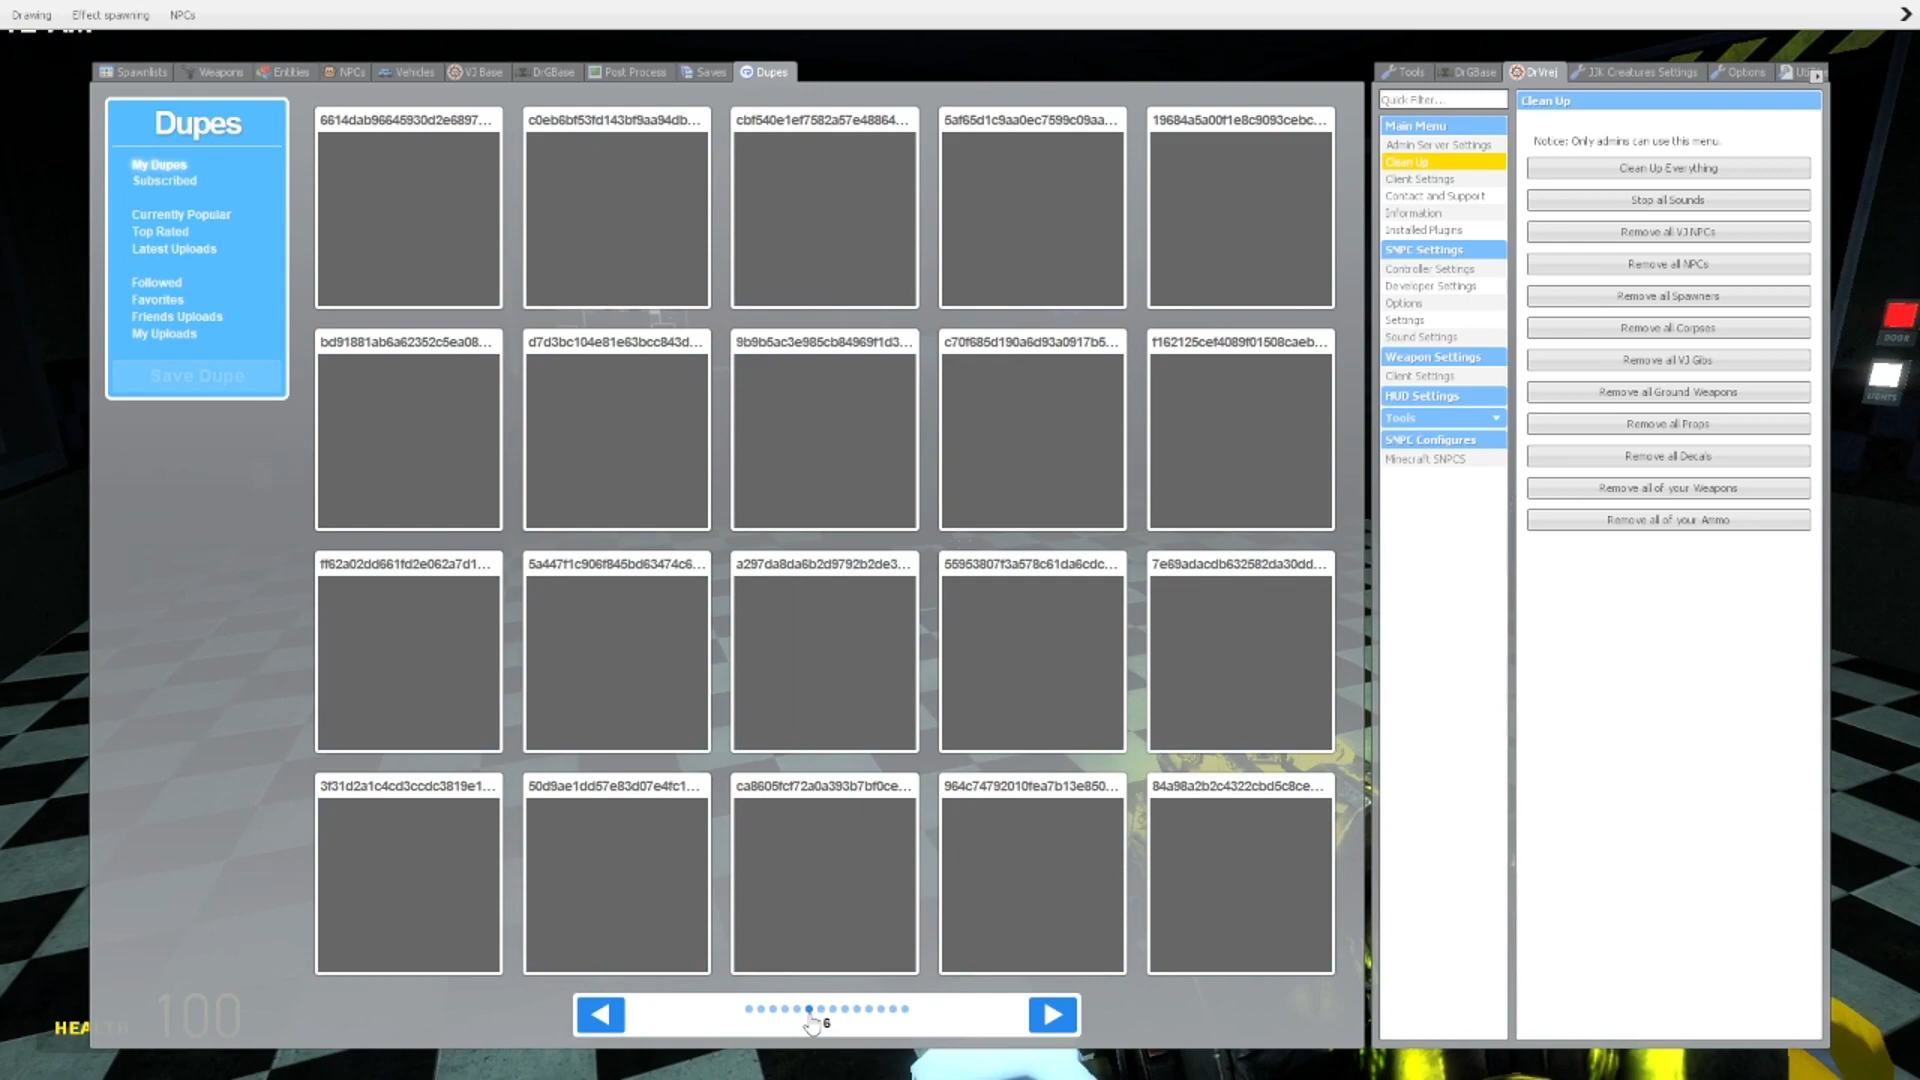 Drawing Effect spawning NPCs
Spawnlists Weapons Entities NPCs Vehicles VJ Base DrGBase Post Process Saves Dupes
Tools DrGBase DrVrej JJK Creatures Settings Options
Dupes
My Dupes
Subscribed
Currently Popular
Top Rated
Latest Uploads
Followed
Favorites
Friends Uploads
My Uploads
Save Dupe
6614dab96645930d2e6897...
c0eb6bf53fd143bf9aa94db...
cbf540e1ef7582a57e48864...
5af65d1c9aa0ec7599c09aa...
19684a5a00f1e8c9093cebc...
bd91881ab6a62352c5ea08...
d7d3bc104e81e63bcc843d...
9b9b5ac3e985cb84969f1d3...
c70f685d190a6d93a0917b5...
f162125cef4089f01508caeb...
ff62a02dd661fd2e062a7d1...
5a447f1c906f845bd63474c6...
a297da8da6b2d9792b2de3...
55953807f3a578c61da6cdc...
7e69adacdb632582da30dd...
3f31d2a1c4cd3ccdc3819e1...
50d9ae1dd57e83d07e4fc1...
ca8605fcf72a0a393b7bf0ce...
964c74792010fea7b13e850...
84a98a2b2c4322cbd5c8ce...
6
Quick Filter...
Main Menu
Admin Server Settings
Clean Up
Client Settings
Contact and Support
Information
Installed Plugins
SNPC Settings
Controller Settings
Developer Settings
Options
Settings
Sound Settings
Weapon Settings
Client Settings
HUD Settings
Tools
SNPC Configures
Minecraft SNPCS
Clean Up
Notice: Only admins can use this menu.
Clean Up Everything
Stop all Sounds
Remove all VJ NPCs
Remove all NPCs
Remove all Spawners
Remove all Corpses
Remove all VJ Gibs
Remove all Ground Weapons
Remove all Props
Remove all Decals
Remove all of your Weapons
Remove all of your Ammo
DOOR
LIGHTS
HEALTH 100